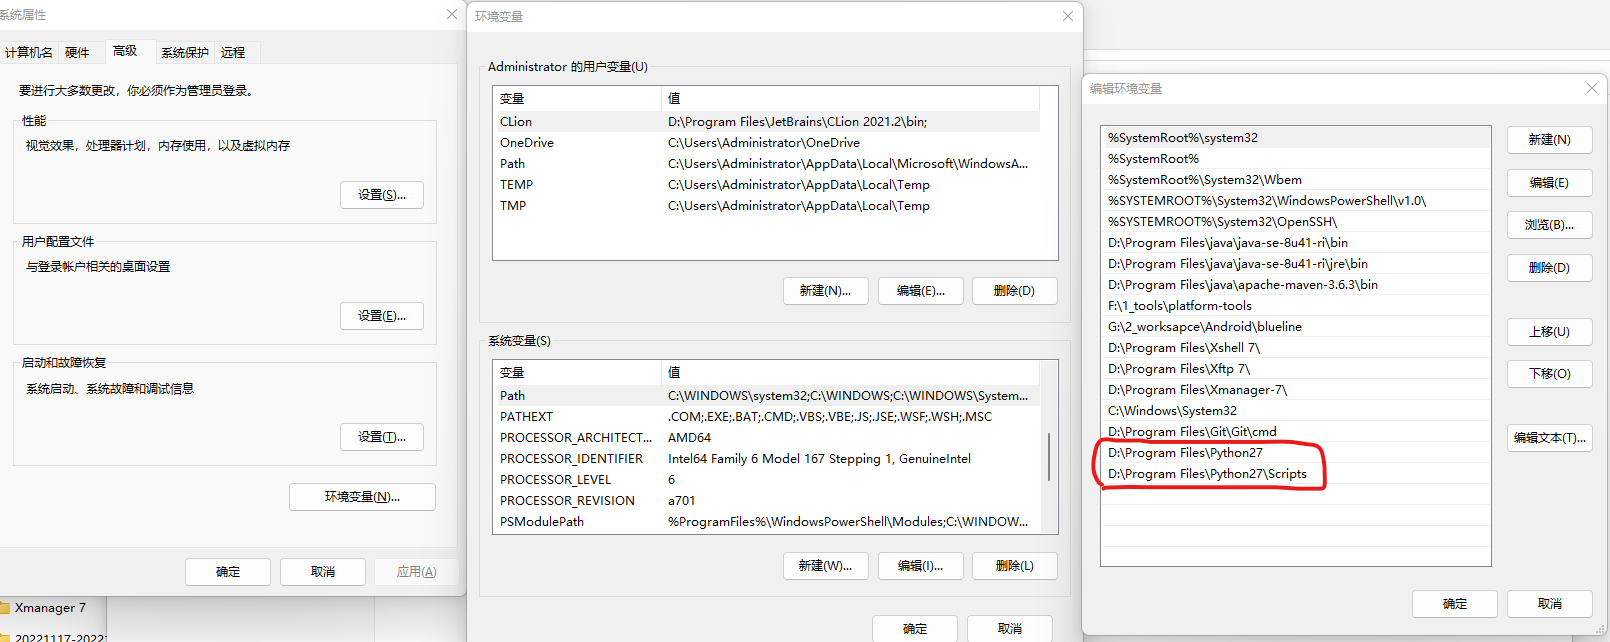 系统属性
计算机名 硬件 高级 系统保护 远程
要进行大多数更改，你必须作为管理员登录。
性能
视觉效果，处理器计划，内存使用，以及虚拟内存
设置(S)...
用户配置文件
与登录帐户相关的桌面设置
设置(E)...
启动和故障恢复
系统启动、系统故障和调试信息
设置(T)...
环境变量(N)...
确定 取消 应用(A)
Xmanager 7
20221117-2022
环境变量
Administrator 的用户变量(U)
变量 值
CLion D:\Program Files\JetBrains\CLion 2021.2\bin;
OneDrive C:\Users\Administrator\OneDrive
Path C:\Users\Administrator\AppData\Local\Microsoft\WindowsA...
TEMP C:\Users\Administrator\AppData\Local\Temp
TMP C:\Users\Administrator\AppData\Local\Temp
新建(N)... 编辑(E)... 删除(D)
系统变量(S)
变量 值
Path C:\WINDOWS\system32;C:\WINDOWS;C:\WINDOWS\System...
PATHEXT .COM;.EXE;.BAT;.CMD;.VBS;.VBE;.JS;.JSE;.WSF;.WSH;.MSC
PROCESSOR_ARCHITECT... AMD64
PROCESSOR_IDENTIFIER Intel64 Family 6 Model 167 Stepping 1, GenuineIntel
PROCESSOR_LEVEL 6
PROCESSOR_REVISION a701
PSModulePath %ProgramFiles%\WindowsPowerShell\Modules;C:\WINDOW...
新建(W)... 编辑(I)... 删除(L)
确定 取消
编辑环境变量
%SystemRoot%\system32
%SystemRoot%
%SystemRoot%\System32\Wbem
%SYSTEMROOT%\System32\WindowsPowerShell\v1.0\
%SYSTEMROOT%\System32\OpenSSH\
D:\Program Files\java\java-se-8u41-ri\bin
D:\Program Files\java\java-se-8u41-ri\jre\bin
D:\Program Files\java\apache-maven-3.6.3\bin
F:\1_tools\platform-tools
G:\2_worksapce\Android\blueline
D:\Program Files\Xshell 7\
D:\Program Files\Xftp 7\
D:\Program Files\Xmanager-7\
C:\Windows\System32
D:\Program Files\Git\Git\cmd
D:\Program Files\Python27
D:\Program Files\Python27\Scripts
新建(N)
编辑(E)
浏览(B)...
删除(D)
上移(U)
下移(O)
编辑文本(T)...
确定 取消